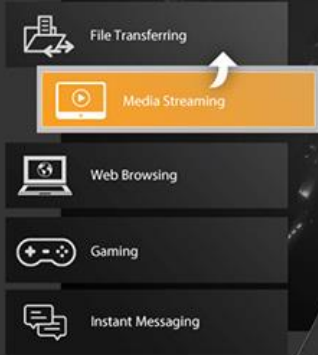 File Transferring
Media Streaming
Web Browsing
Gaming
Instant Messaging